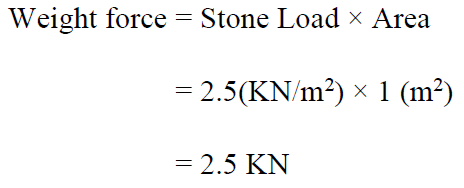 Weight force = Stone Load × Area
= 2.5(KN/m²) × 1 (m²)
= 2.5 KN